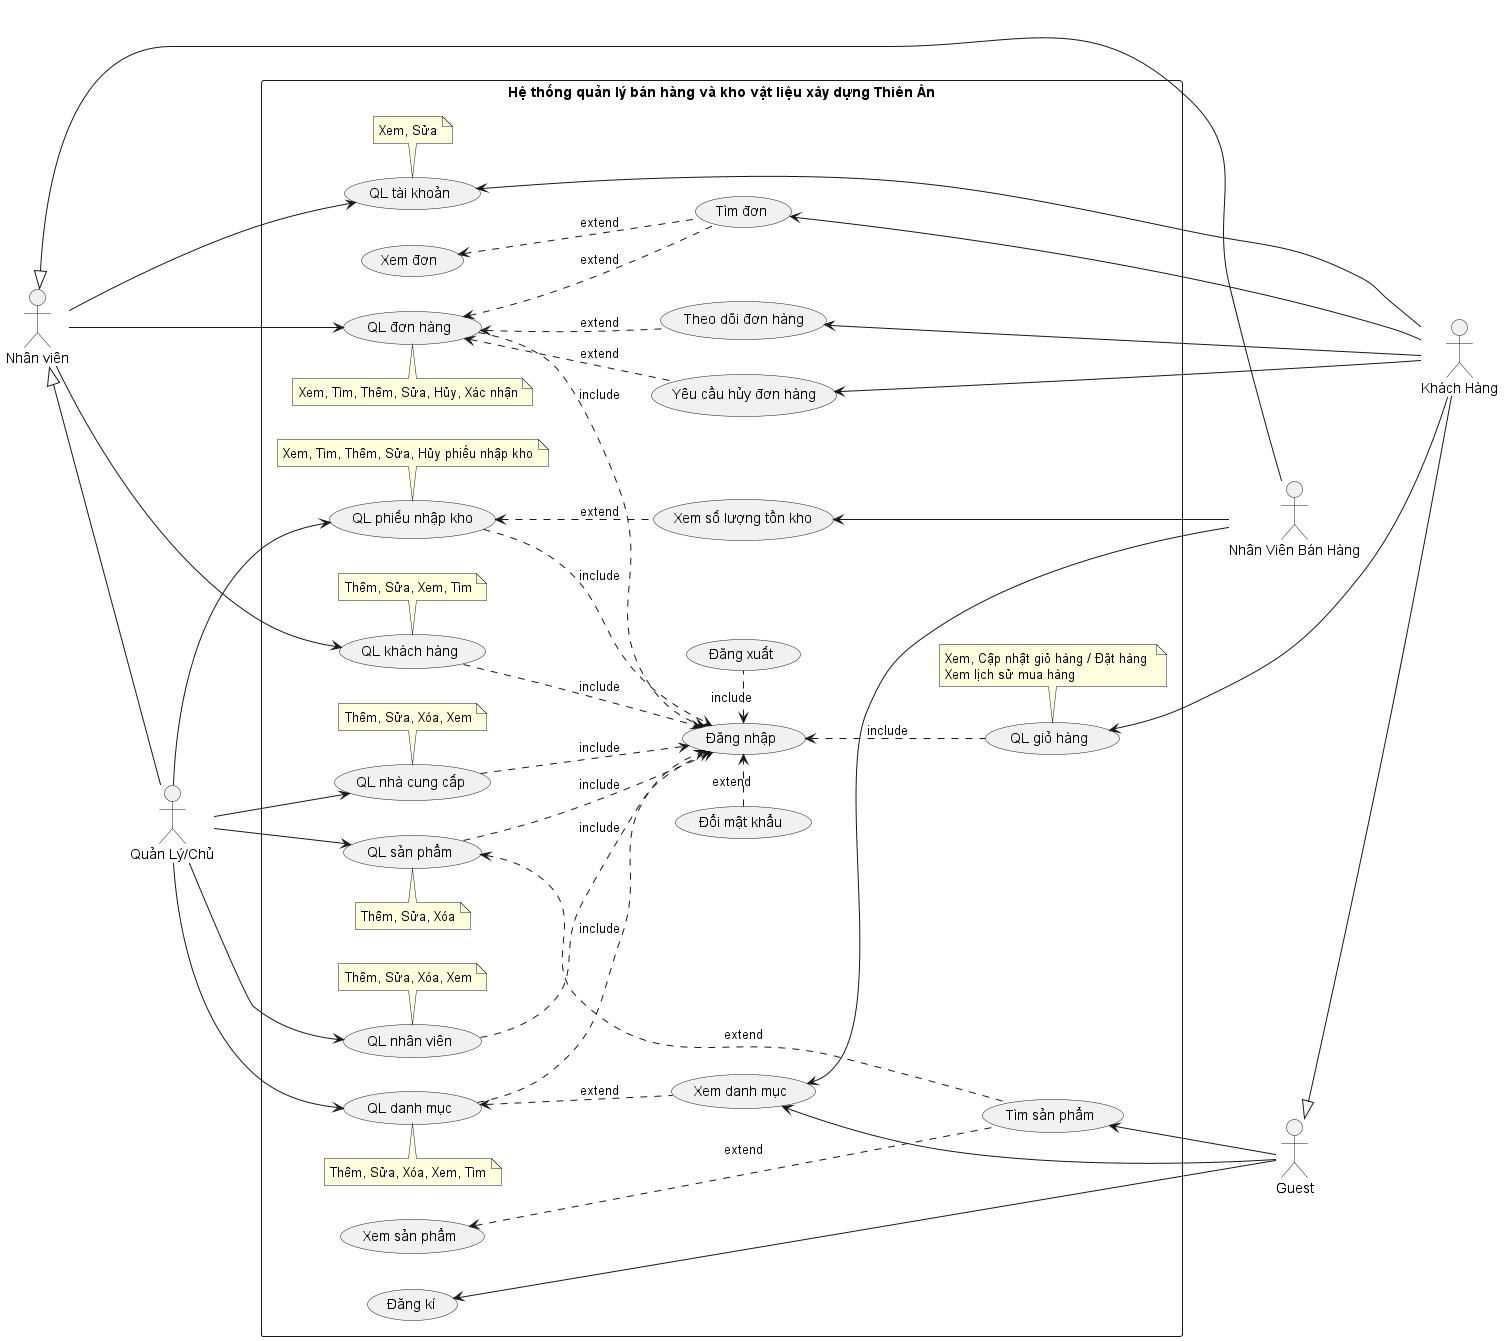 Hệ thống quản lý bán hàng và kho vật liệu xây dựng Thiên Ân
Xem, Sửa
QL tài khoản
Tìm đơn
extend
Xem đơn
extend
Nhân viên
QL đơn hàng
extend
Theo dõi đơn hàng
extend
Yêu cầu hủy đơn hàng
Khách Hàng
Xem, Tìm, Thêm, Sửa, Hủy, Xác nhận
include
Xem, Tìm, Thêm, Sửa, Hủy phiếu nhập kho
QL phiếu nhập kho
extend
Xem số lượng tồn kho
Nhân Viên Bán Hàng
include
Thêm, Sửa, Xem, Tìm
QL khách hàng
Đăng xuất
Xem, Cập nhật giỏ hàng / Đặt hàng
Xem lịch sử mua hàng
include
include
Thêm, Sửa, Xóa, Xem
Đăng nhập
include
QL giỏ hàng
include
QL nhà cung cấp
extend
include
Đổi mật khẩu
include
Quản Lý/Chủ
QL sản phẩm
Thêm, Sửa, Xóa
include
Thêm, Sửa, Xóa, Xem
QL nhân viên
extend
extend
Xem danh mục
QL danh mục
Tìm sản phẩm
extend
Thêm, Sửa, Xóa, Xem, Tìm
Guest
Xem sản phẩm
Đăng kí